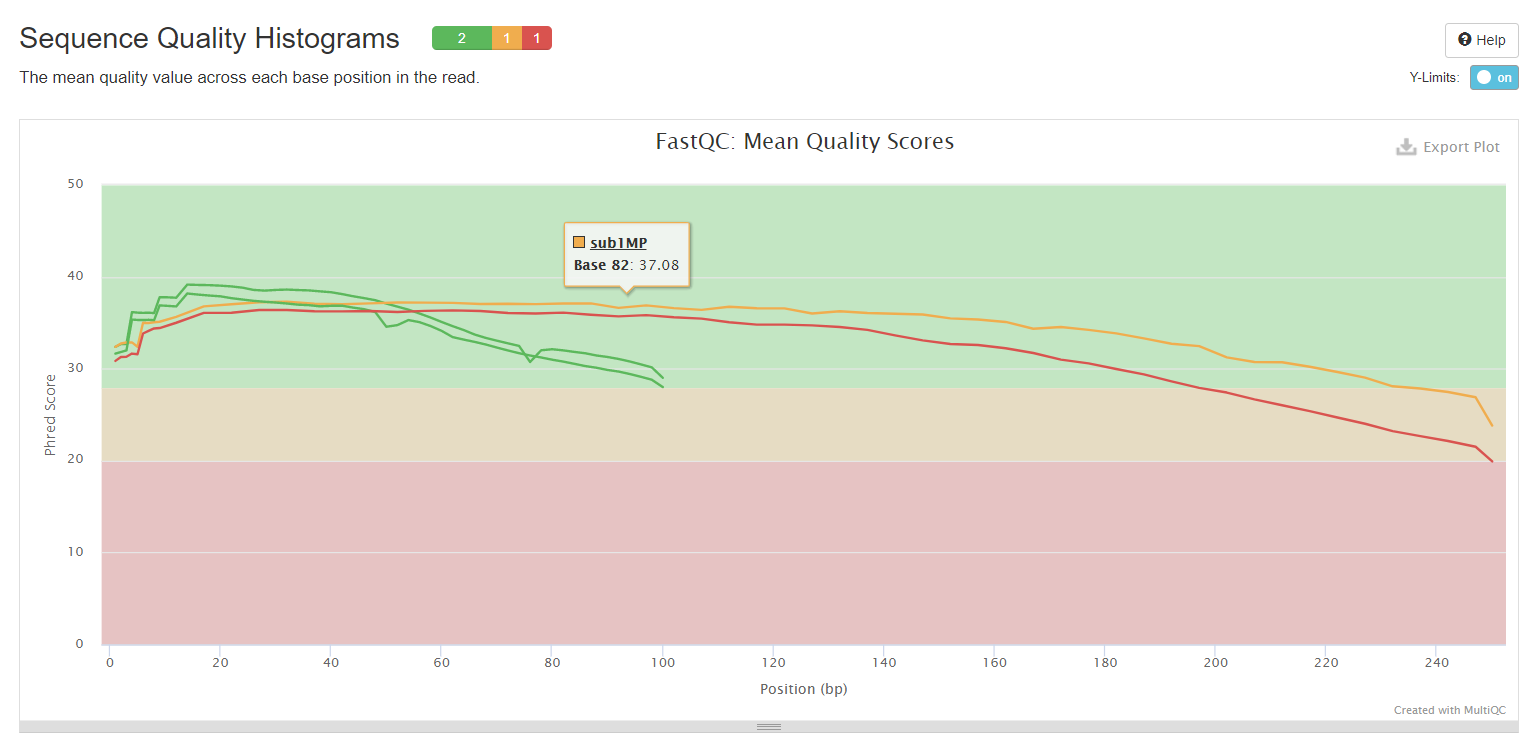 Sequence Quality Histograms
2 1 1
Help
The mean quality value across each base position in the read.
Y-Limits: on
FastQC: Mean Quality Scores
Export Plot
50
40
30
20
10
0
Phred Score
sub1MP
Base 82: 37.08
0 20 40 60 80 100 120 140 160 180 200 220 240
Position (bp)
Created with MultiQC